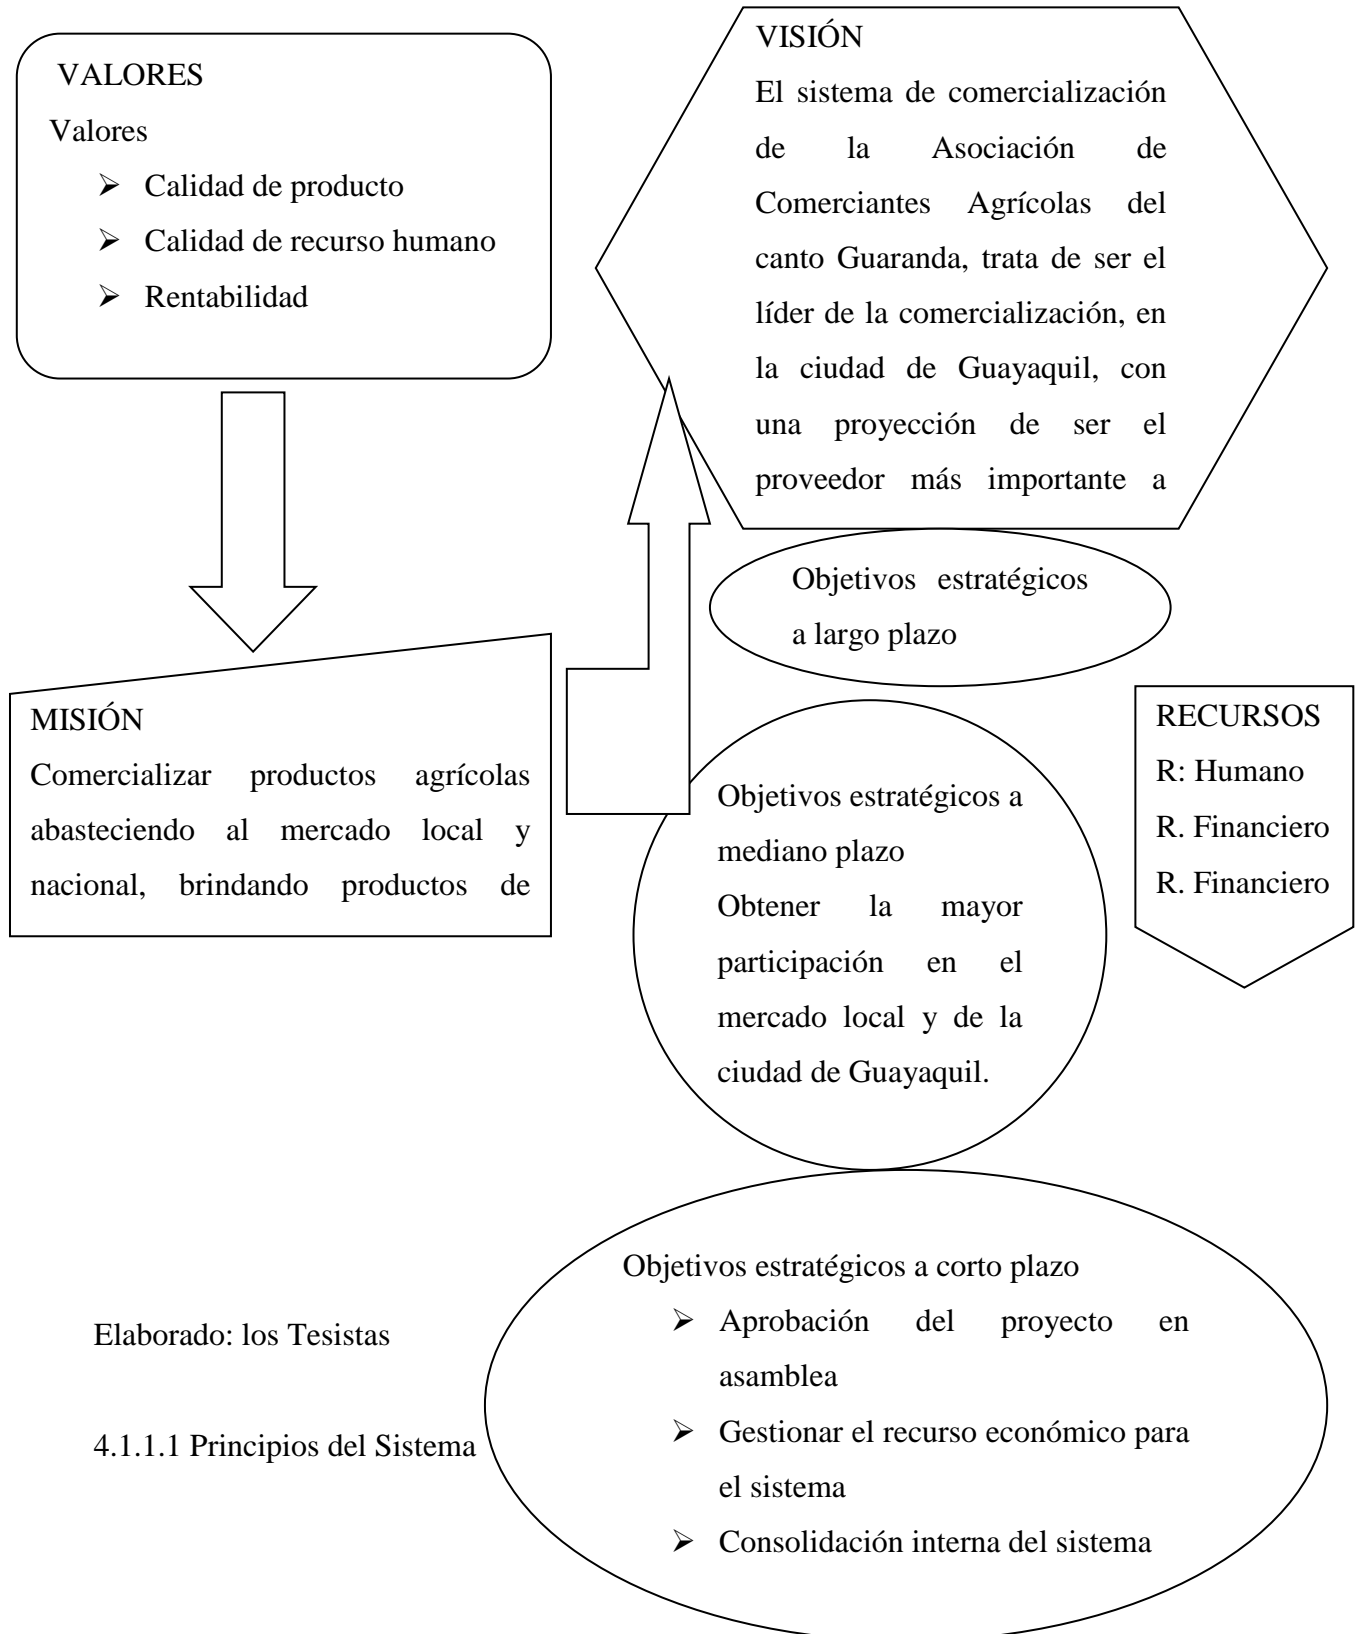 VALORES
Valores
➢ Calidad de producto
➢ Calidad de recurso humano
➢ Rentabilidad
VISIÓN
El sistema de comercialización
de la Asociación de
Comerciantes Agrícolas del
canto Guaranda, trata de ser el
líder de la comercialización, en
la ciudad de Guayaquil, con
una proyección de ser el
proveedor más importante a
Objetivos estratégicos
a largo plazo
MISIÓN
Comercializar productos agrícolas
abasteciendo al mercado local y
nacional, brindando productos de
Objetivos estratégicos a
mediano plazo
Obtener la mayor
participación en el
mercado local y de la
ciudad de Guayaquil.
RECURSOS
R: Humano
R. Financiero
R. Financiero
Objetivos estratégicos a corto plazo
➢ Aprobación del proyecto en
asamblea
➢ Gestionar el recurso económico para
el sistema
➢ Consolidación interna del sistema
Elaborado: los Tesistas
4.1.1.1 Principios del Sistema